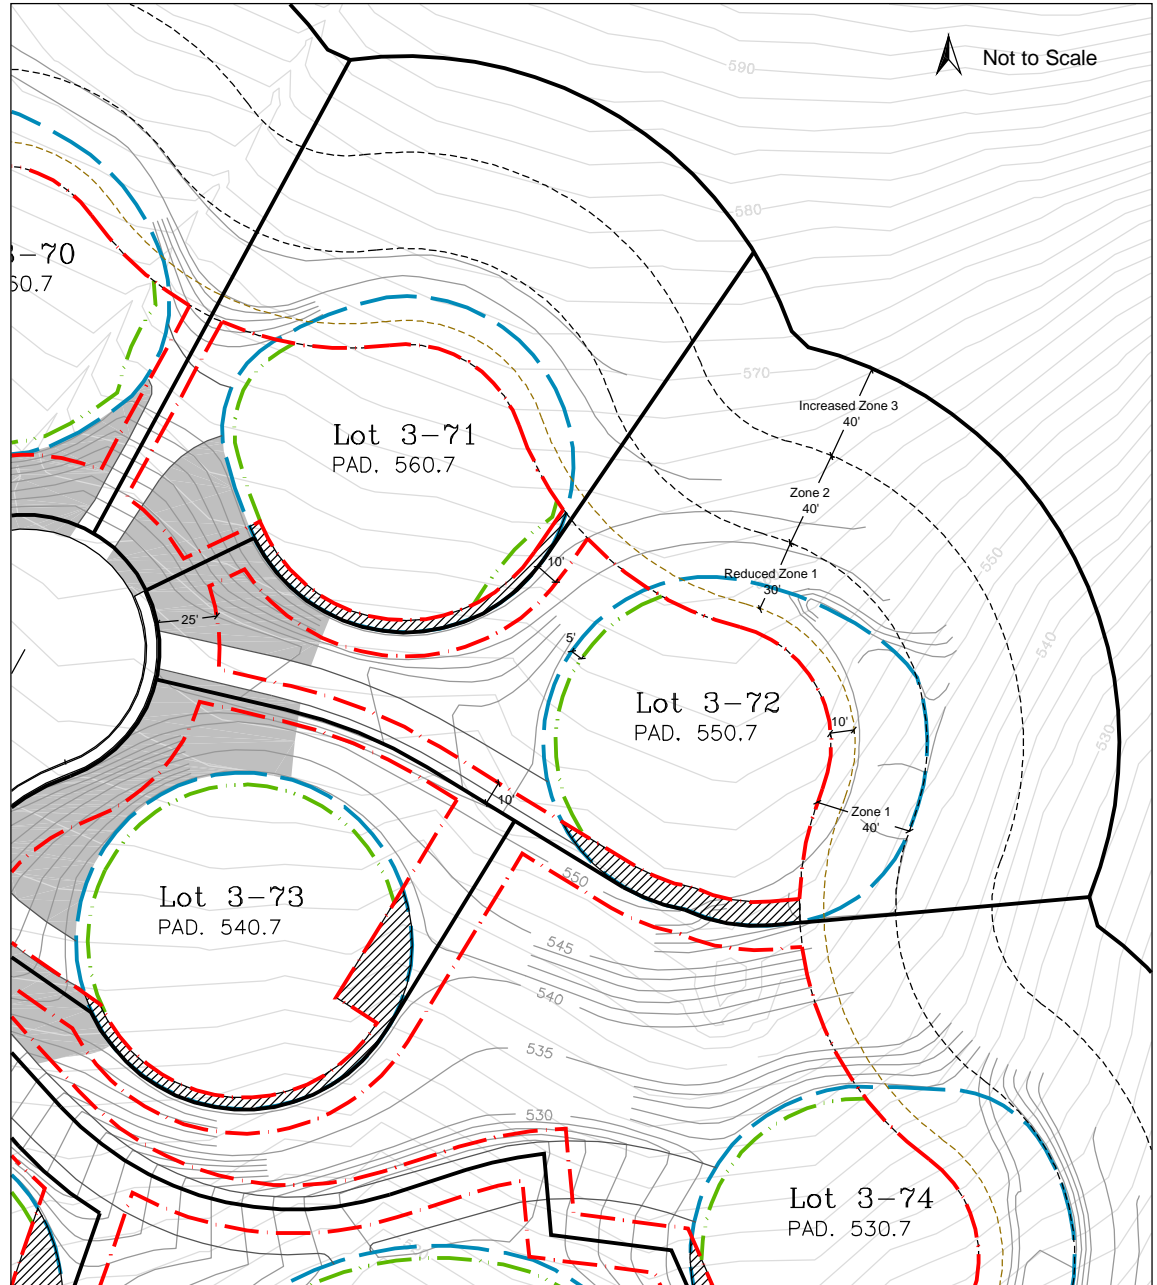 Not to Scale
590
580
570
3-70
60.7
Lot 3-71
PAD. 560.7
Increased Zone 3
40'
Zone 2
40'
Reduced Zone 1
30'
550
540
530
10'
25'
5'
Lot 3-72
PAD. 550.7
10'
10'
Zone 1
40'
550
Lot 3-73
PAD. 540.7
545
540
535
530
Lot 3-74
PAD. 530.7